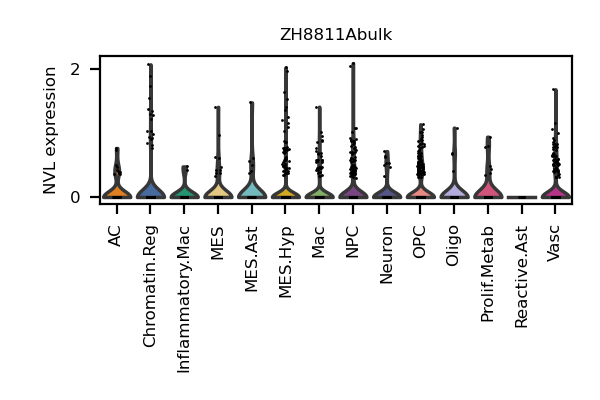 ZH8811Abulk
NVL expression
2
0
AC
Chromatin.Reg
Inflammatory.Mac
MES
MES.Ast
MES.Hyp
Mac
NPC
Neuron
OPC
Oligo
Prolif.Metab
Reactive.Ast
Vasc